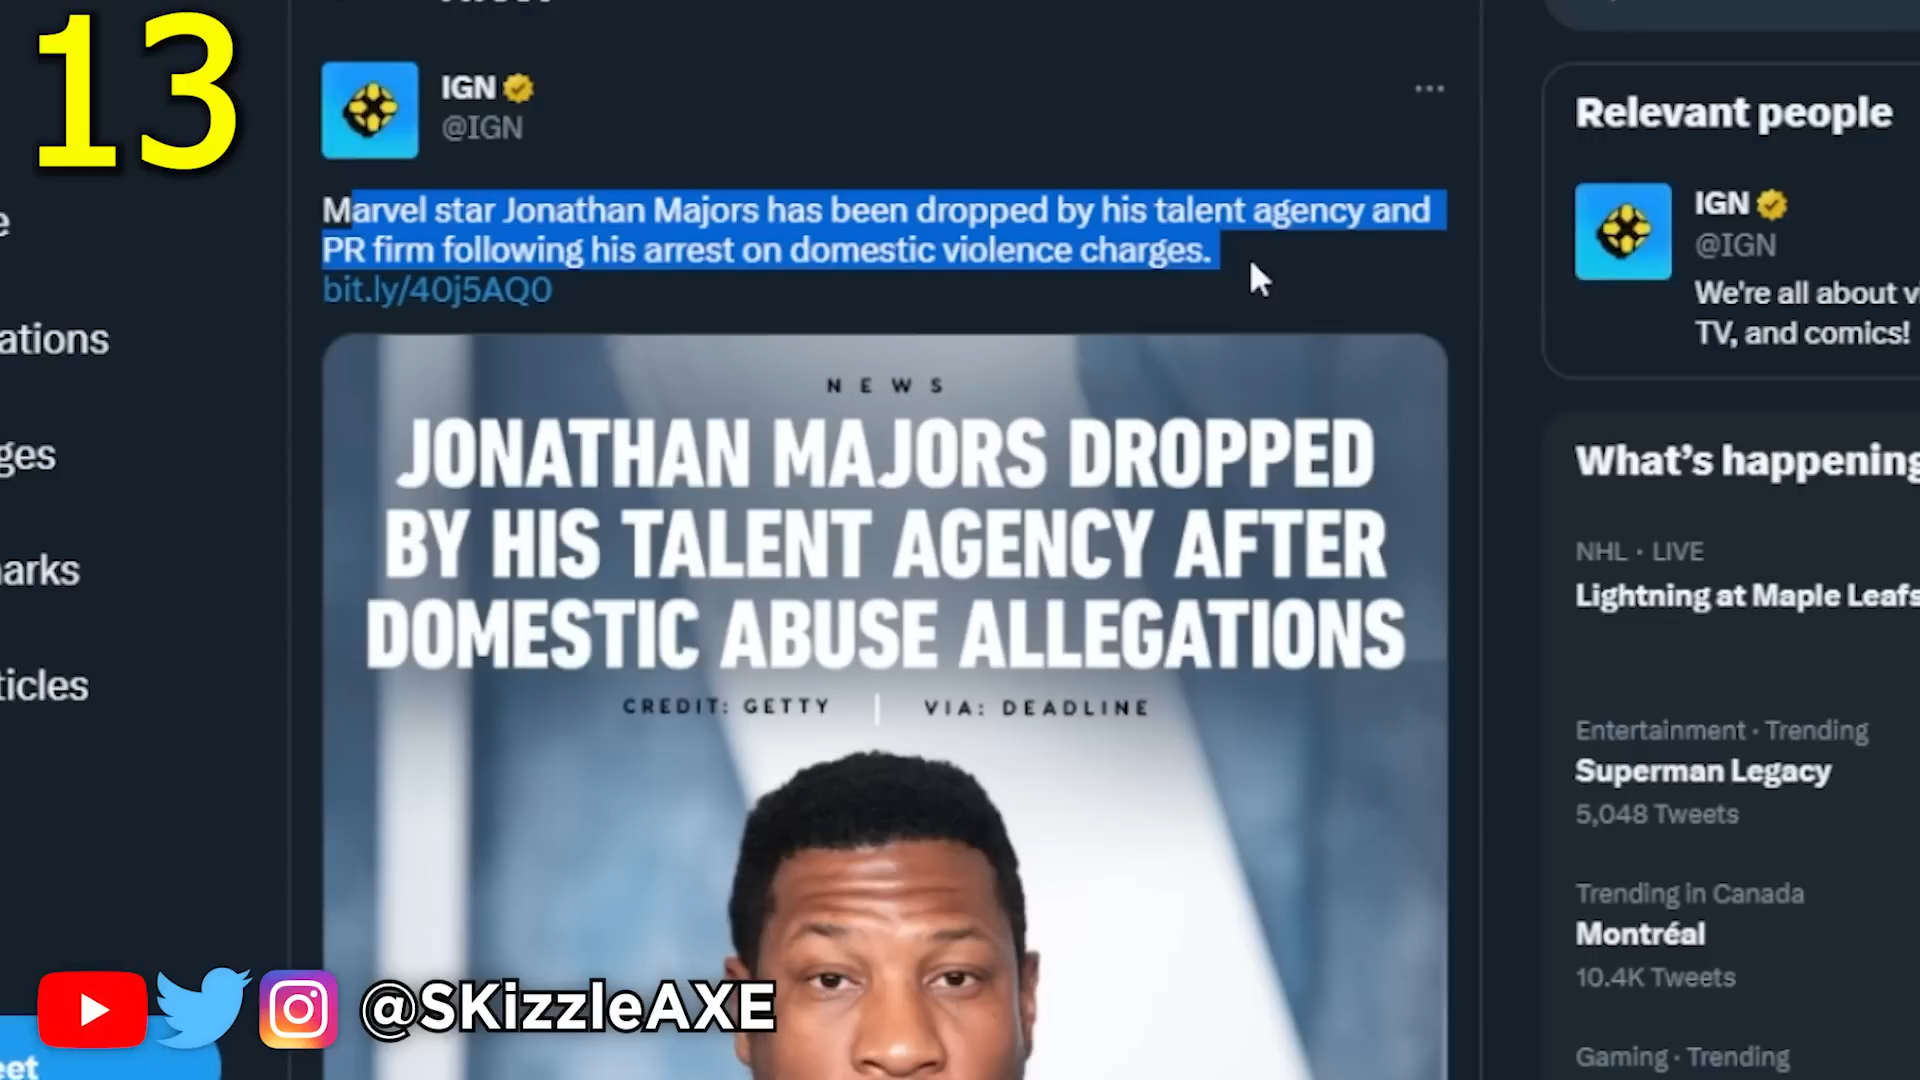 13
IGN
@IGN
Marvel star Jonathan Majors has been dropped by his talent agency and
PR firm following his arrest on domestic violence charges.
bit.ly/40j5AQ0
NEWS
JONATHAN MAJORS DROPPED
BY HIS TALENT AGENCY AFTER
DOMESTIC ABUSE ALLEGATIONS
CREDIT: GETTY | VIA: DEADLINE
e
ations
ges
arks
ticles
eet
@SKizzleAXE
Relevant people
IGN
@IGN
We're all about vi
TV, and comics!
What's happening
NHL · LIVE
Lightning at Maple Leafs
Entertainment · Trending
Superman Legacy
5,048 Tweets
Trending in Canada
Montréal
10.4K Tweets
Gaming · Trending